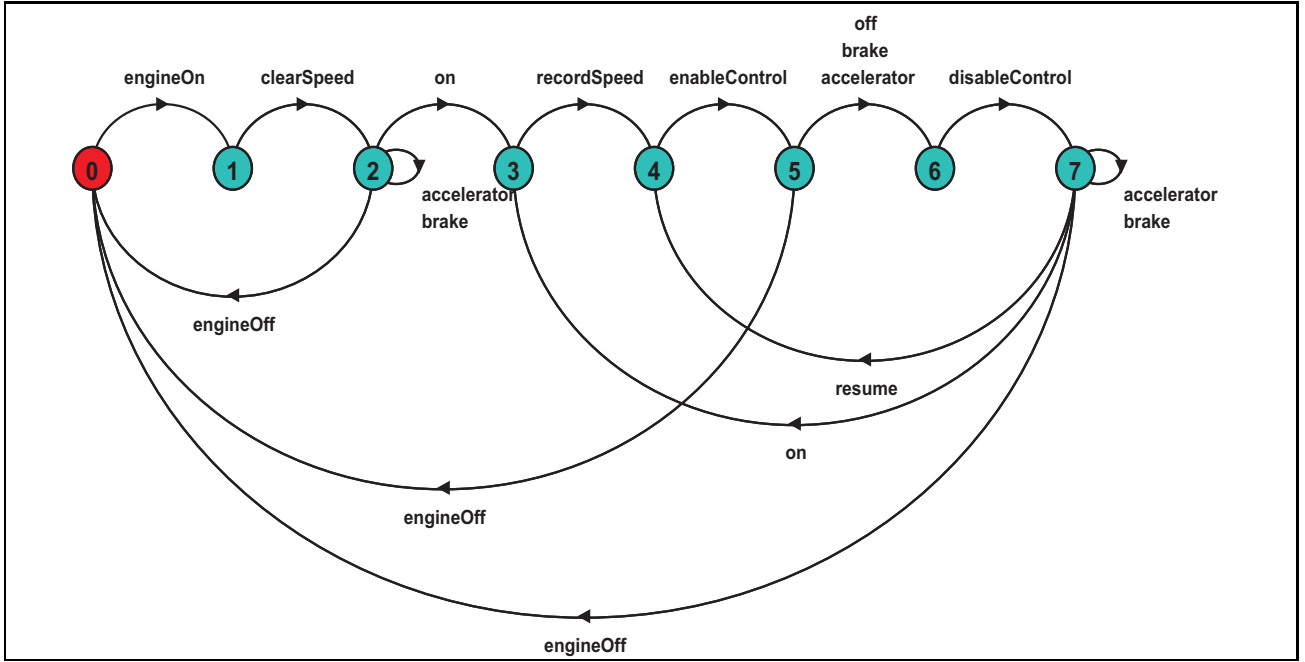 off
brake
engineOn
clearSpeed
on
recordSpeed
enableControl
accelerator
disableControl
0
1
2
3
4
5
6
7
accelerator
brake
accelerator
brake
engineOff
resume
on
engineOff
engineOff